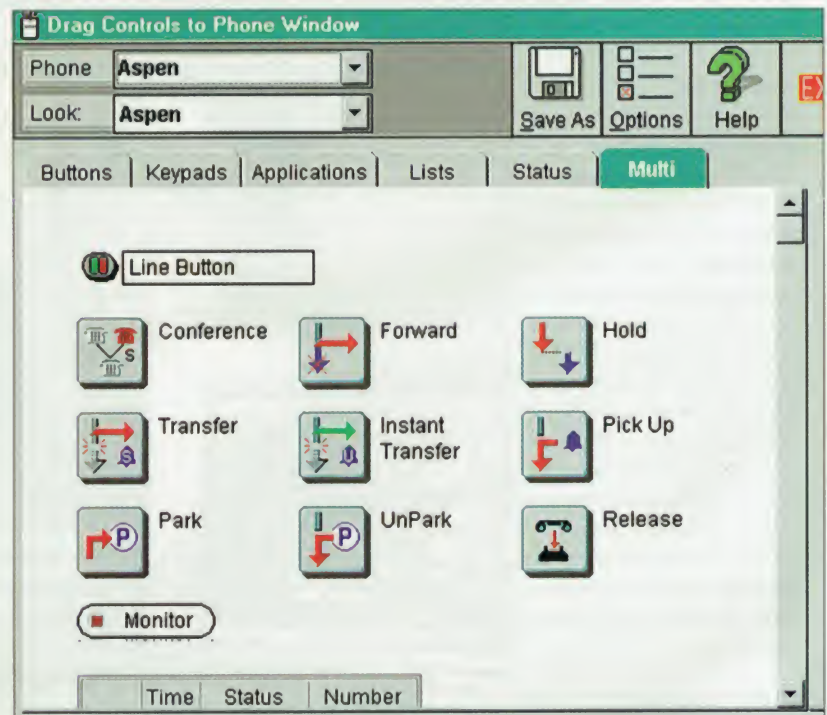 Drag Controls to Phone Window
Phone Aspen
Look: Aspen
Save As Options Help
Buttons Keypads Applications Lists Status Multi
Line Button
Conference Forward Hold
S
Transfer Instant Transfer Pick Up
S U
Park UnPark Release
P P
Monitor
Time Status Number